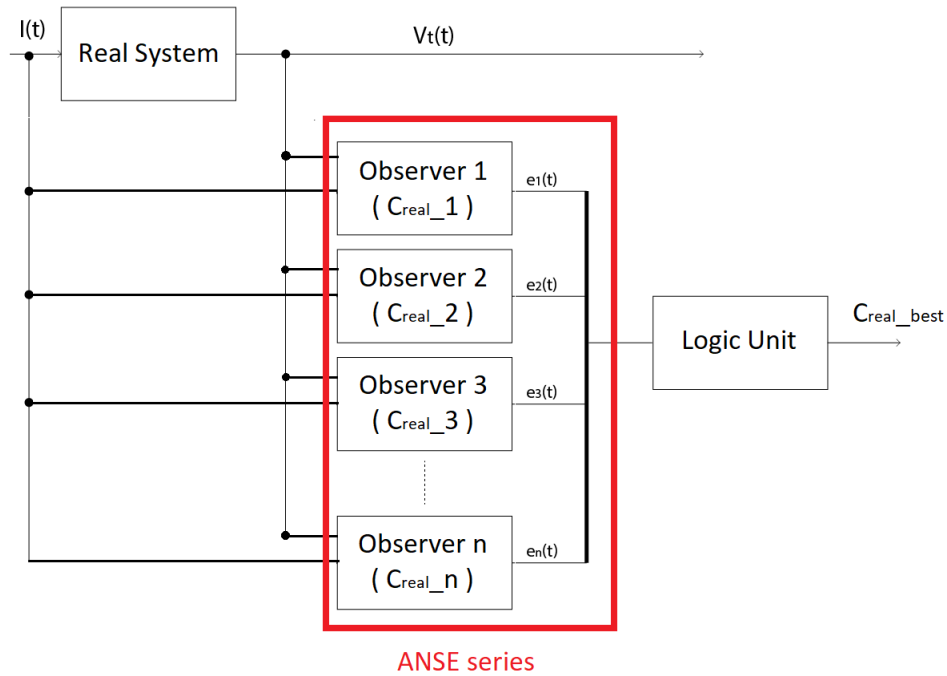 I(t)
Real System
Vt(t)
Observer 1
( Creal_1 )
e1(t)
Observer 2
( Creal_2 )
e2(t)
Creal_best
Logic Unit
Observer 3
( Creal_3 )
e3(t)
Observer n
( Creal_n )
en(t)
ANSE series